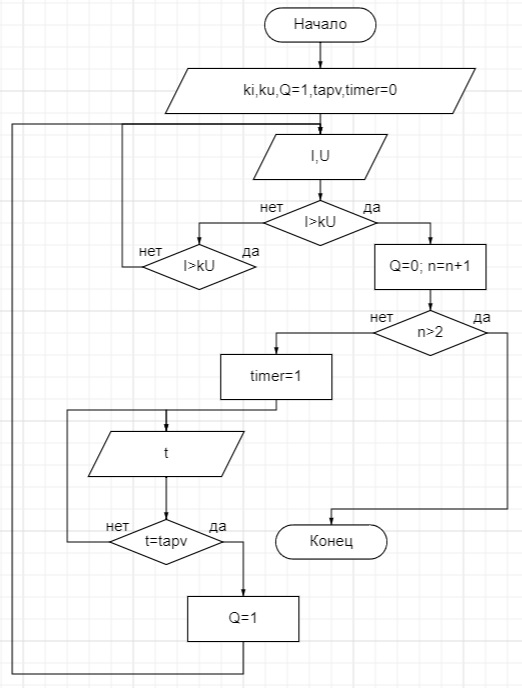 Начало
ki,ku,Q=1,tapv,timer=0
I,U
нет
да
I>kU
нет
да
I>kU
Q=0; n=n+1
нет
да
n>2
timer=1
t
нет
да
t=tapv
Конец
Q=1